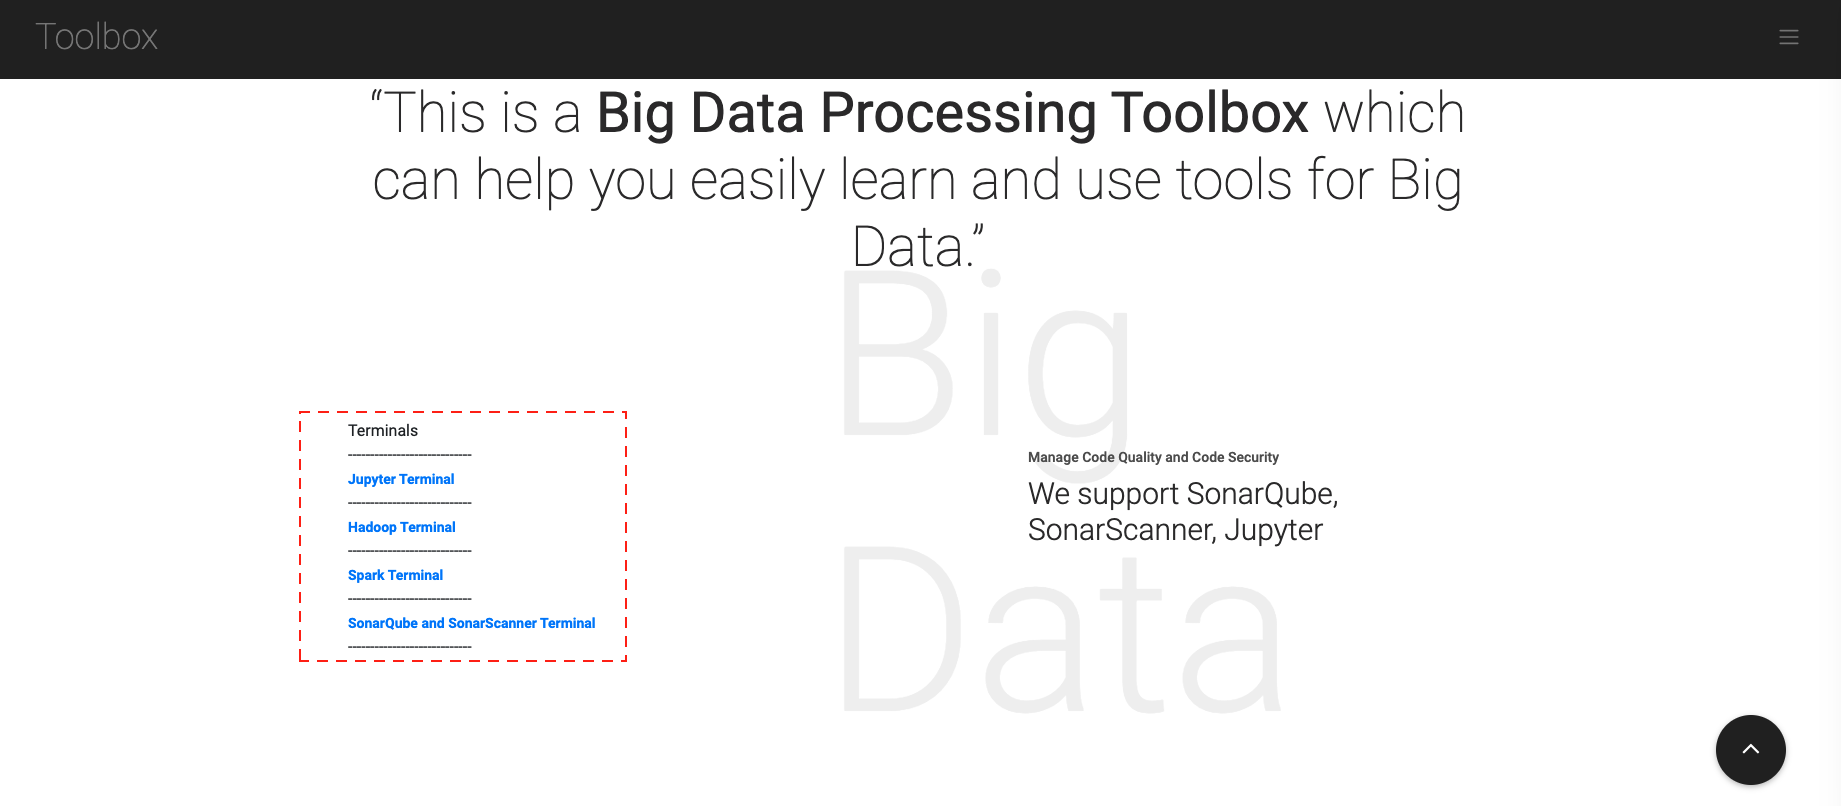 Toolbox
“This is a Big Data Processing Toolbox which
can help you easily learn and use tools for Big
Data.”
Big
Data
Terminals
----------------------------
Jupyter Terminal
----------------------------
Hadoop Terminal
----------------------------
Spark Terminal
----------------------------
SonarQube and SonarScanner Terminal
----------------------------
Manage Code Quality and Code Security
We support SonarQube,
SonarScanner, Jupyter